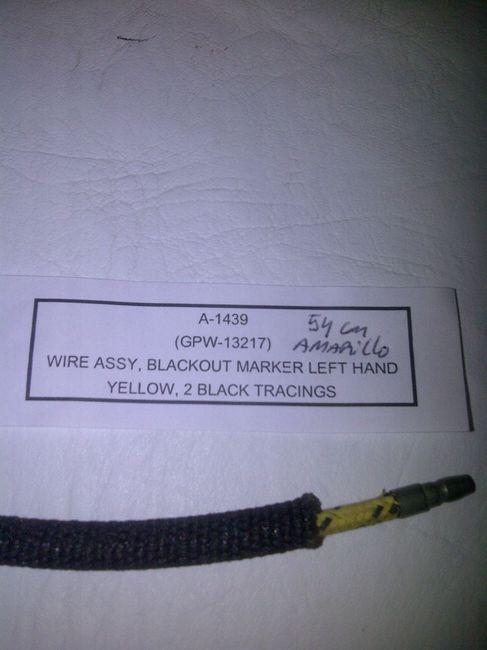 A-1439
(GPW-13217)
54 cm
AMARILLO
WIRE ASSY, BLACKOUT MARKER LEFT HAND
YELLOW, 2 BLACK TRACINGS